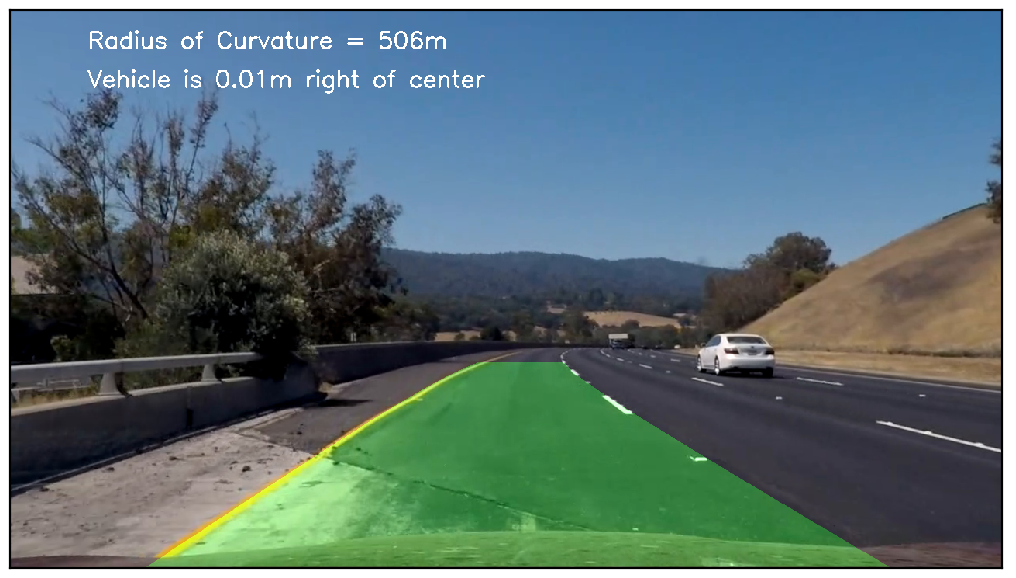 Radius of Curvature = 506m
Vehicle is 0.01m right of center